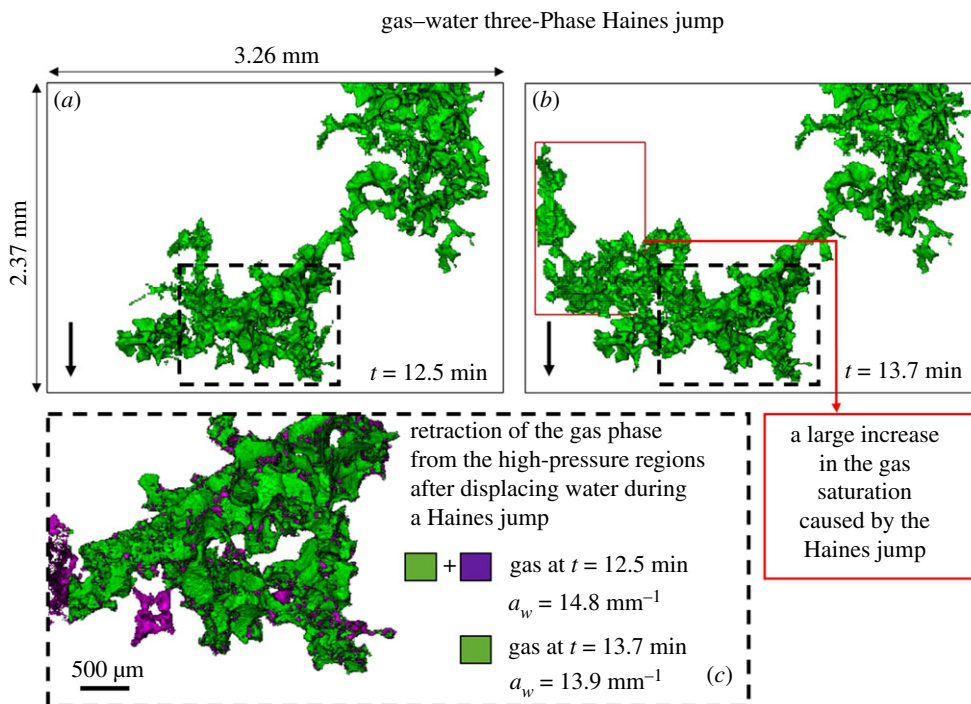 gas–water three-Phase Haines jump
3.26 mm
2.37 mm
(a)
t = 12.5 min
(b)
t = 13.7 min
retraction of the gas phase
from the high-pressure regions
after displacing water during
a Haines jump
+ gas at t = 12.5 min
a_w = 14.8 mm⁻¹
gas at t = 13.7 min
a_w = 13.9 mm⁻¹
(c)
500 µm
a large increase
in the gas
saturation
caused by the
Haines jump